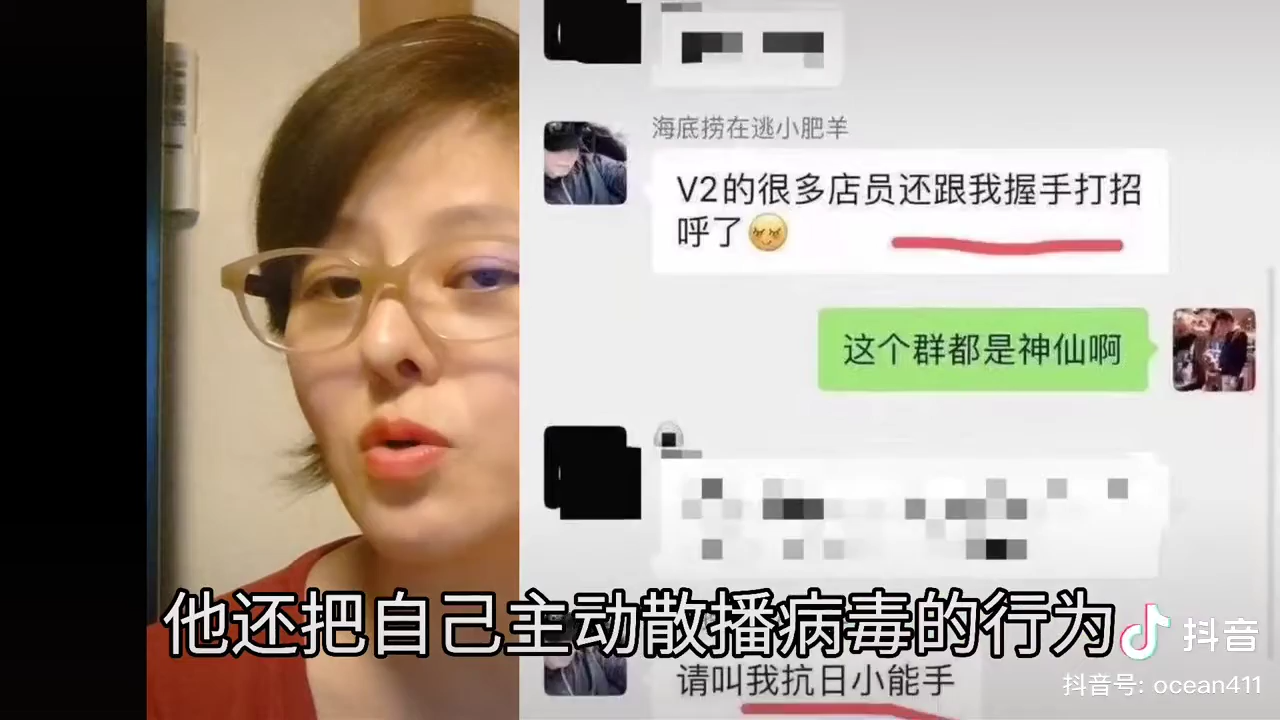 海底捞在逃小肥羊
V2的很多店员还跟我握手打招
呼了
这个群都是神仙啊
他还把自己主动散播病毒的行为
请叫我抗日小能手
抖音
抖音号: ocean411